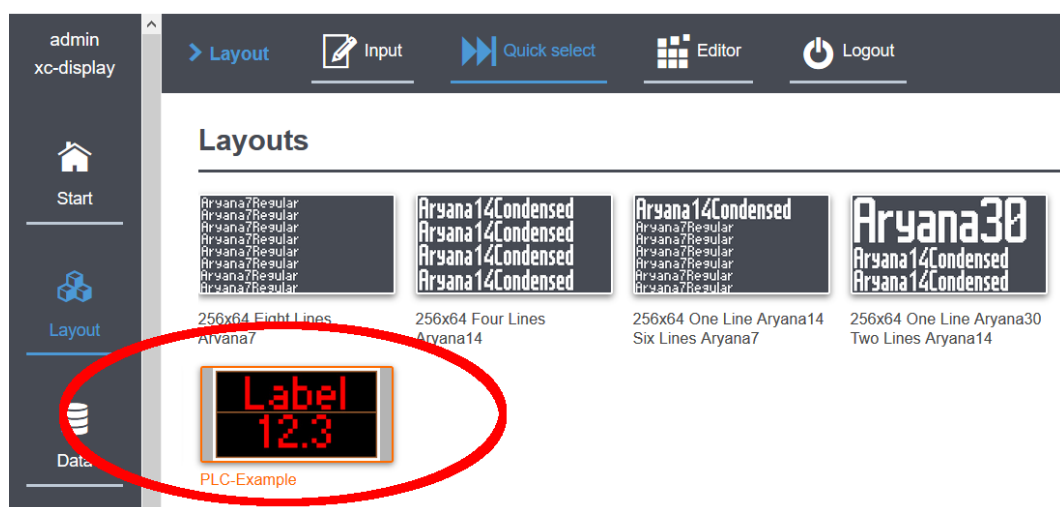 admin
xc-display
Layout
Input
Quick select
Editor
Logout
Start
Layout
Data
Layouts
Aryana7Regular
Aryana7Regular
Aryana7Regular
Aryana7Regular
Aryana7Regular
Aryana7Regular
Aryana7Regular
Aryana7Regular
256x64 Eight Lines
Aryana7
Aryana14Condensed
Aryana14Condensed
Aryana14Condensed
Aryana14Condensed
256x64 Four Lines
Aryana14
Aryana14Condensed
Aryana7Regular
Aryana7Regular
Aryana7Regular
Aryana7Regular
Aryana7Regular
Aryana7Regular
256x64 One Line Aryana14
Six Lines Aryana7
Aryana30
Aryana14Condensed
Aryana14Condensed
256x64 One Line Aryana30
Two Lines Aryana14
Label
12.3
PLC-Example